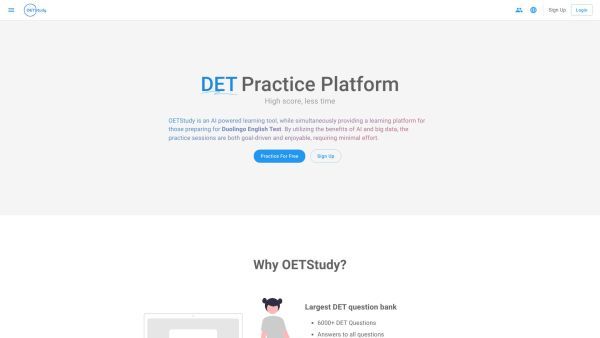 OETStudy
Sign Up
Login
DET Practice Platform
High score, less time
OETStudy is an AI powered learning tool, while simultaneously providing a learning platform for
those preparing for Duolingo English Test. By utilizing the benefits of AI and big data, the
practice sessions are both goal-driven and enjoyable, requiring minimal effort.
Practice For Free
Sign Up
Why OETStudy?
Largest DET question bank
6000+ DET Questions
Answers to all questions